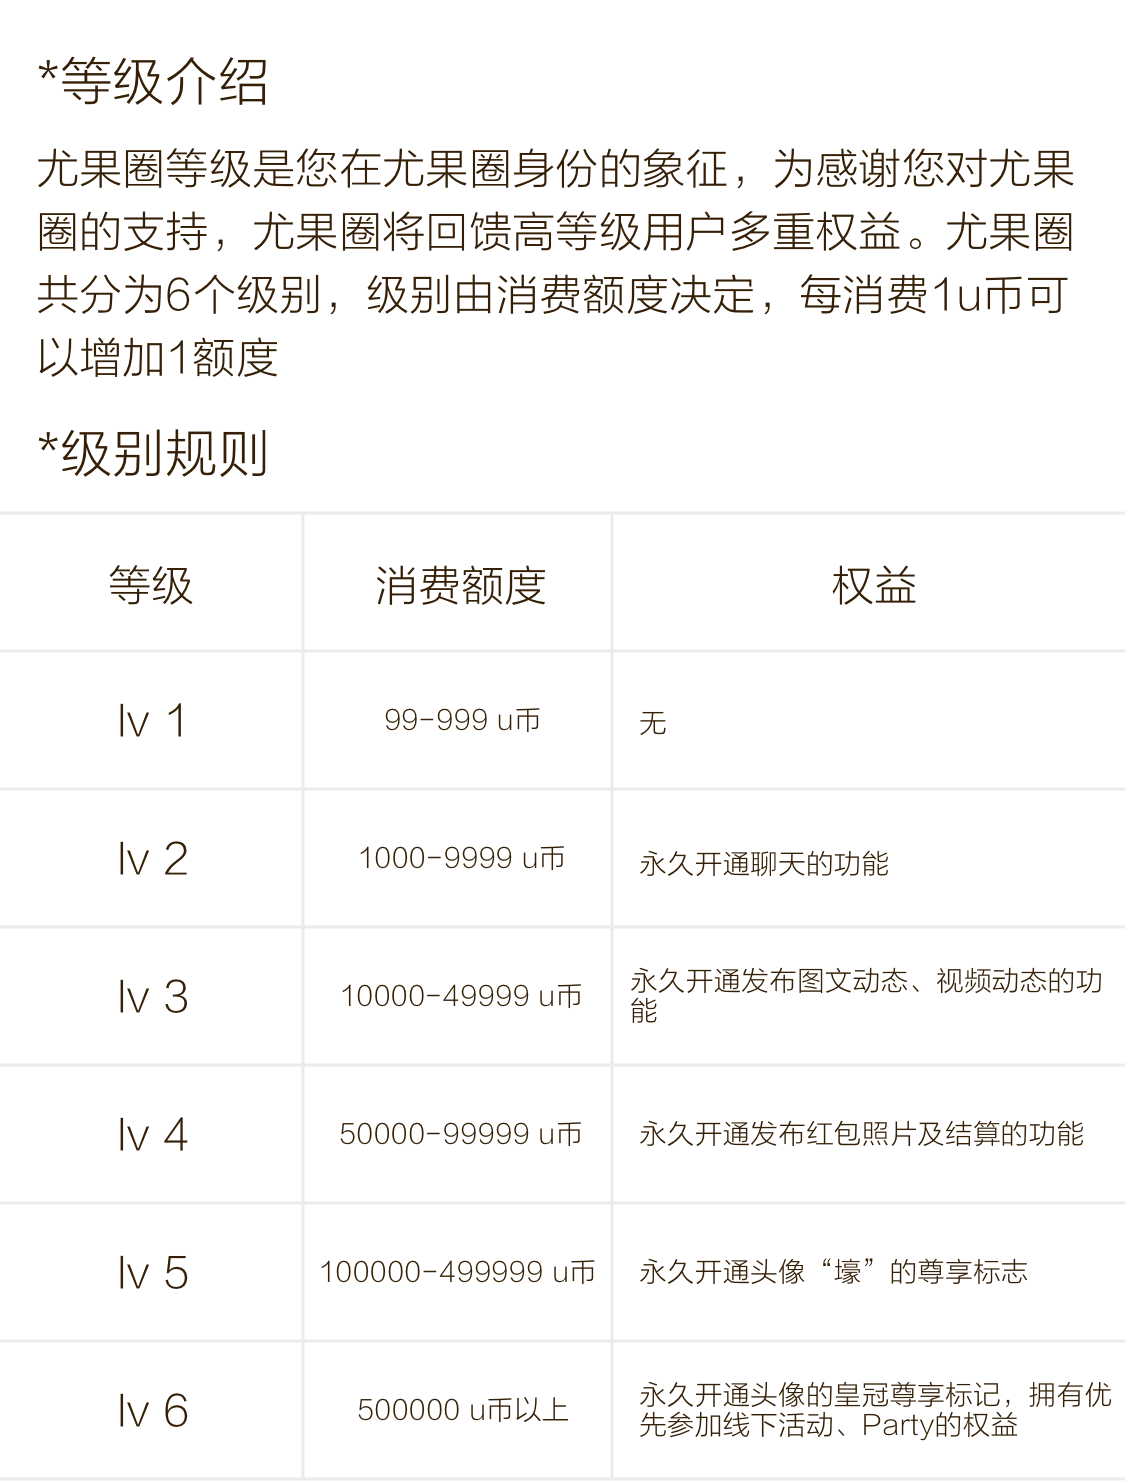 *等级介绍
尤果圈等级是您在尤果圈身份的象征，为感谢您对尤果
圈的支持，尤果圈将回馈高等级用户多重权益。尤果圈
共分为6个级别，级别由消费额度决定，每消费1u币可
以增加1额度
*级别规则
等级 消费额度 权益
lv 1 99-999 u币 无
lv 2 1000-9999 u币 永久开通聊天的功能
lv 3 10000-49999 u币 永久开通发布图文动态、视频动态的功
能
lv 4 50000-99999 u币 永久开通发布红包照片及结算的功能
lv 5 100000-499999 u币 永久开通头像“壕”的尊享标志
lv 6 500000 u币以上 永久开通头像的皇冠尊享标记，拥有优
先参加线下活动、Party的权益